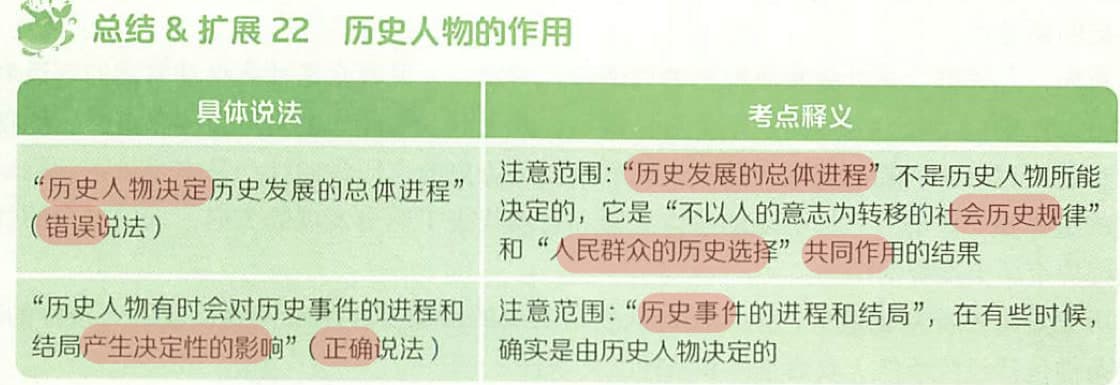 总结 & 扩展 22 历史人物的作用
具体说法
考点释义
“历史人物决定历史发展的总体进程”
（错误说法）
注意范围：“历史发展的总体进程”不是历史人物所能
决定的，它是“不以人的意志为转移的社会历史规律”
和“人民群众的历史选择”共同作用的结果
“历史人物有时会对历史事件的进程和
结局产生决定性的影响”（正确说法）
注意范围：“历史事件的进程和结局”，在有些时候，
确实是由历史人物决定的